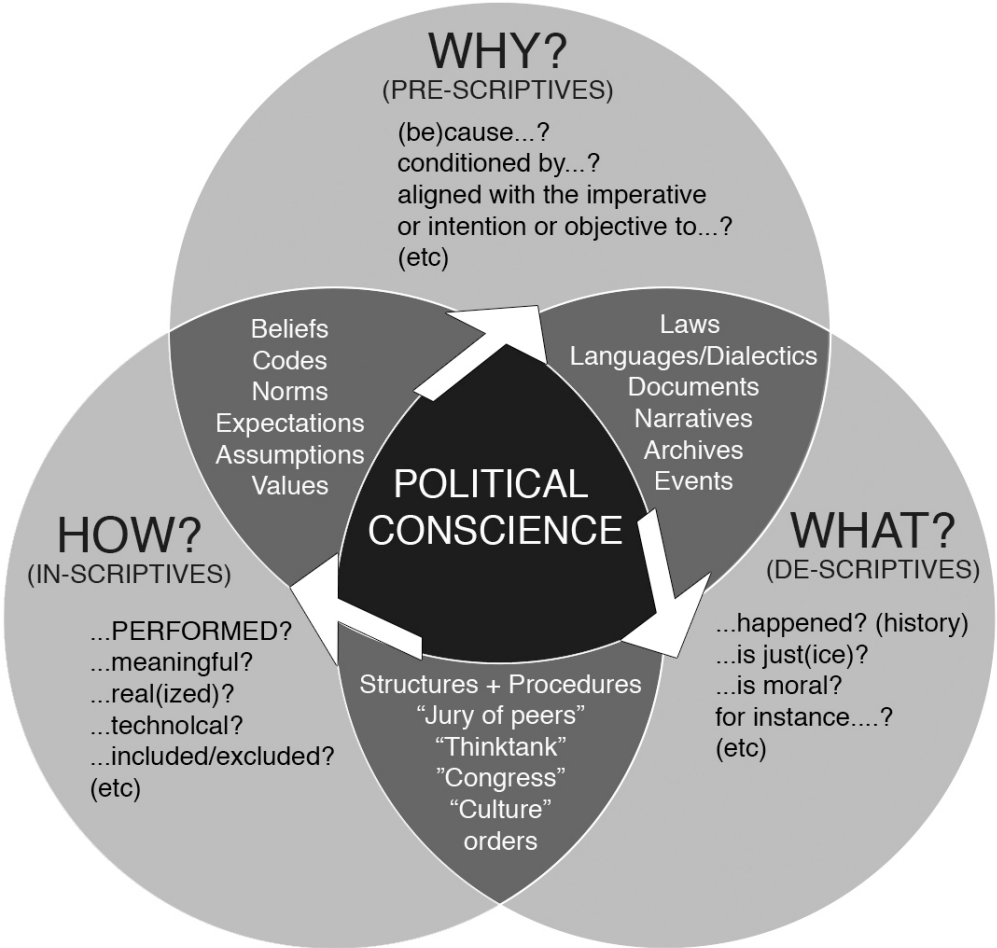 WHY?
(PRE-SCRIPTIVES)
(be)cause...?
conditioned by...?
aligned with the imperative
or intention or objective to...?
(etc)
Beliefs
Codes
Norms
Expectations
Assumptions
Values
Laws
Languages/Dialectics
Documents
Narratives
Archives
Events
POLITICAL
CONSCIENCE
HOW?
(IN-SCRIPTIVES)
...PERFORMED?
...meaningful?
...real(ized)?
...technolcal?
...included/excluded?
(etc)
WHAT?
(DE-SCRIPTIVES)
...happened? (history)
...is just(ice)?
...is moral?
for instance....?
(etc)
Structures + Procedures
“Jury of peers”
“Thinktank”
”Congress”
“Culture”
orders